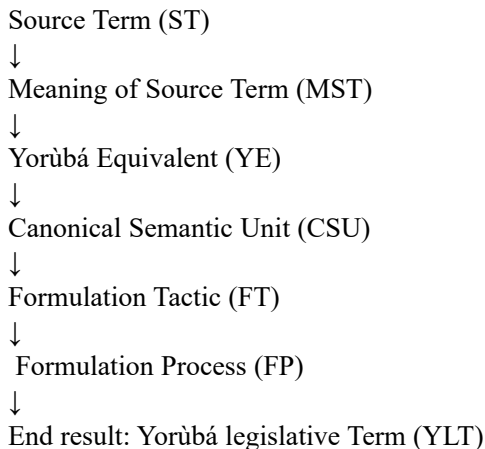 Source Term (ST)
↓
Meaning of Source Term (MST)
↓
Yorùbá Equivalent (YE)
↓
Canonical Semantic Unit (CSU)
↓
Formulation Tactic (FT)
↓
Formulation Process (FP)
↓
End result: Yorùbá legislative Term (YLT)